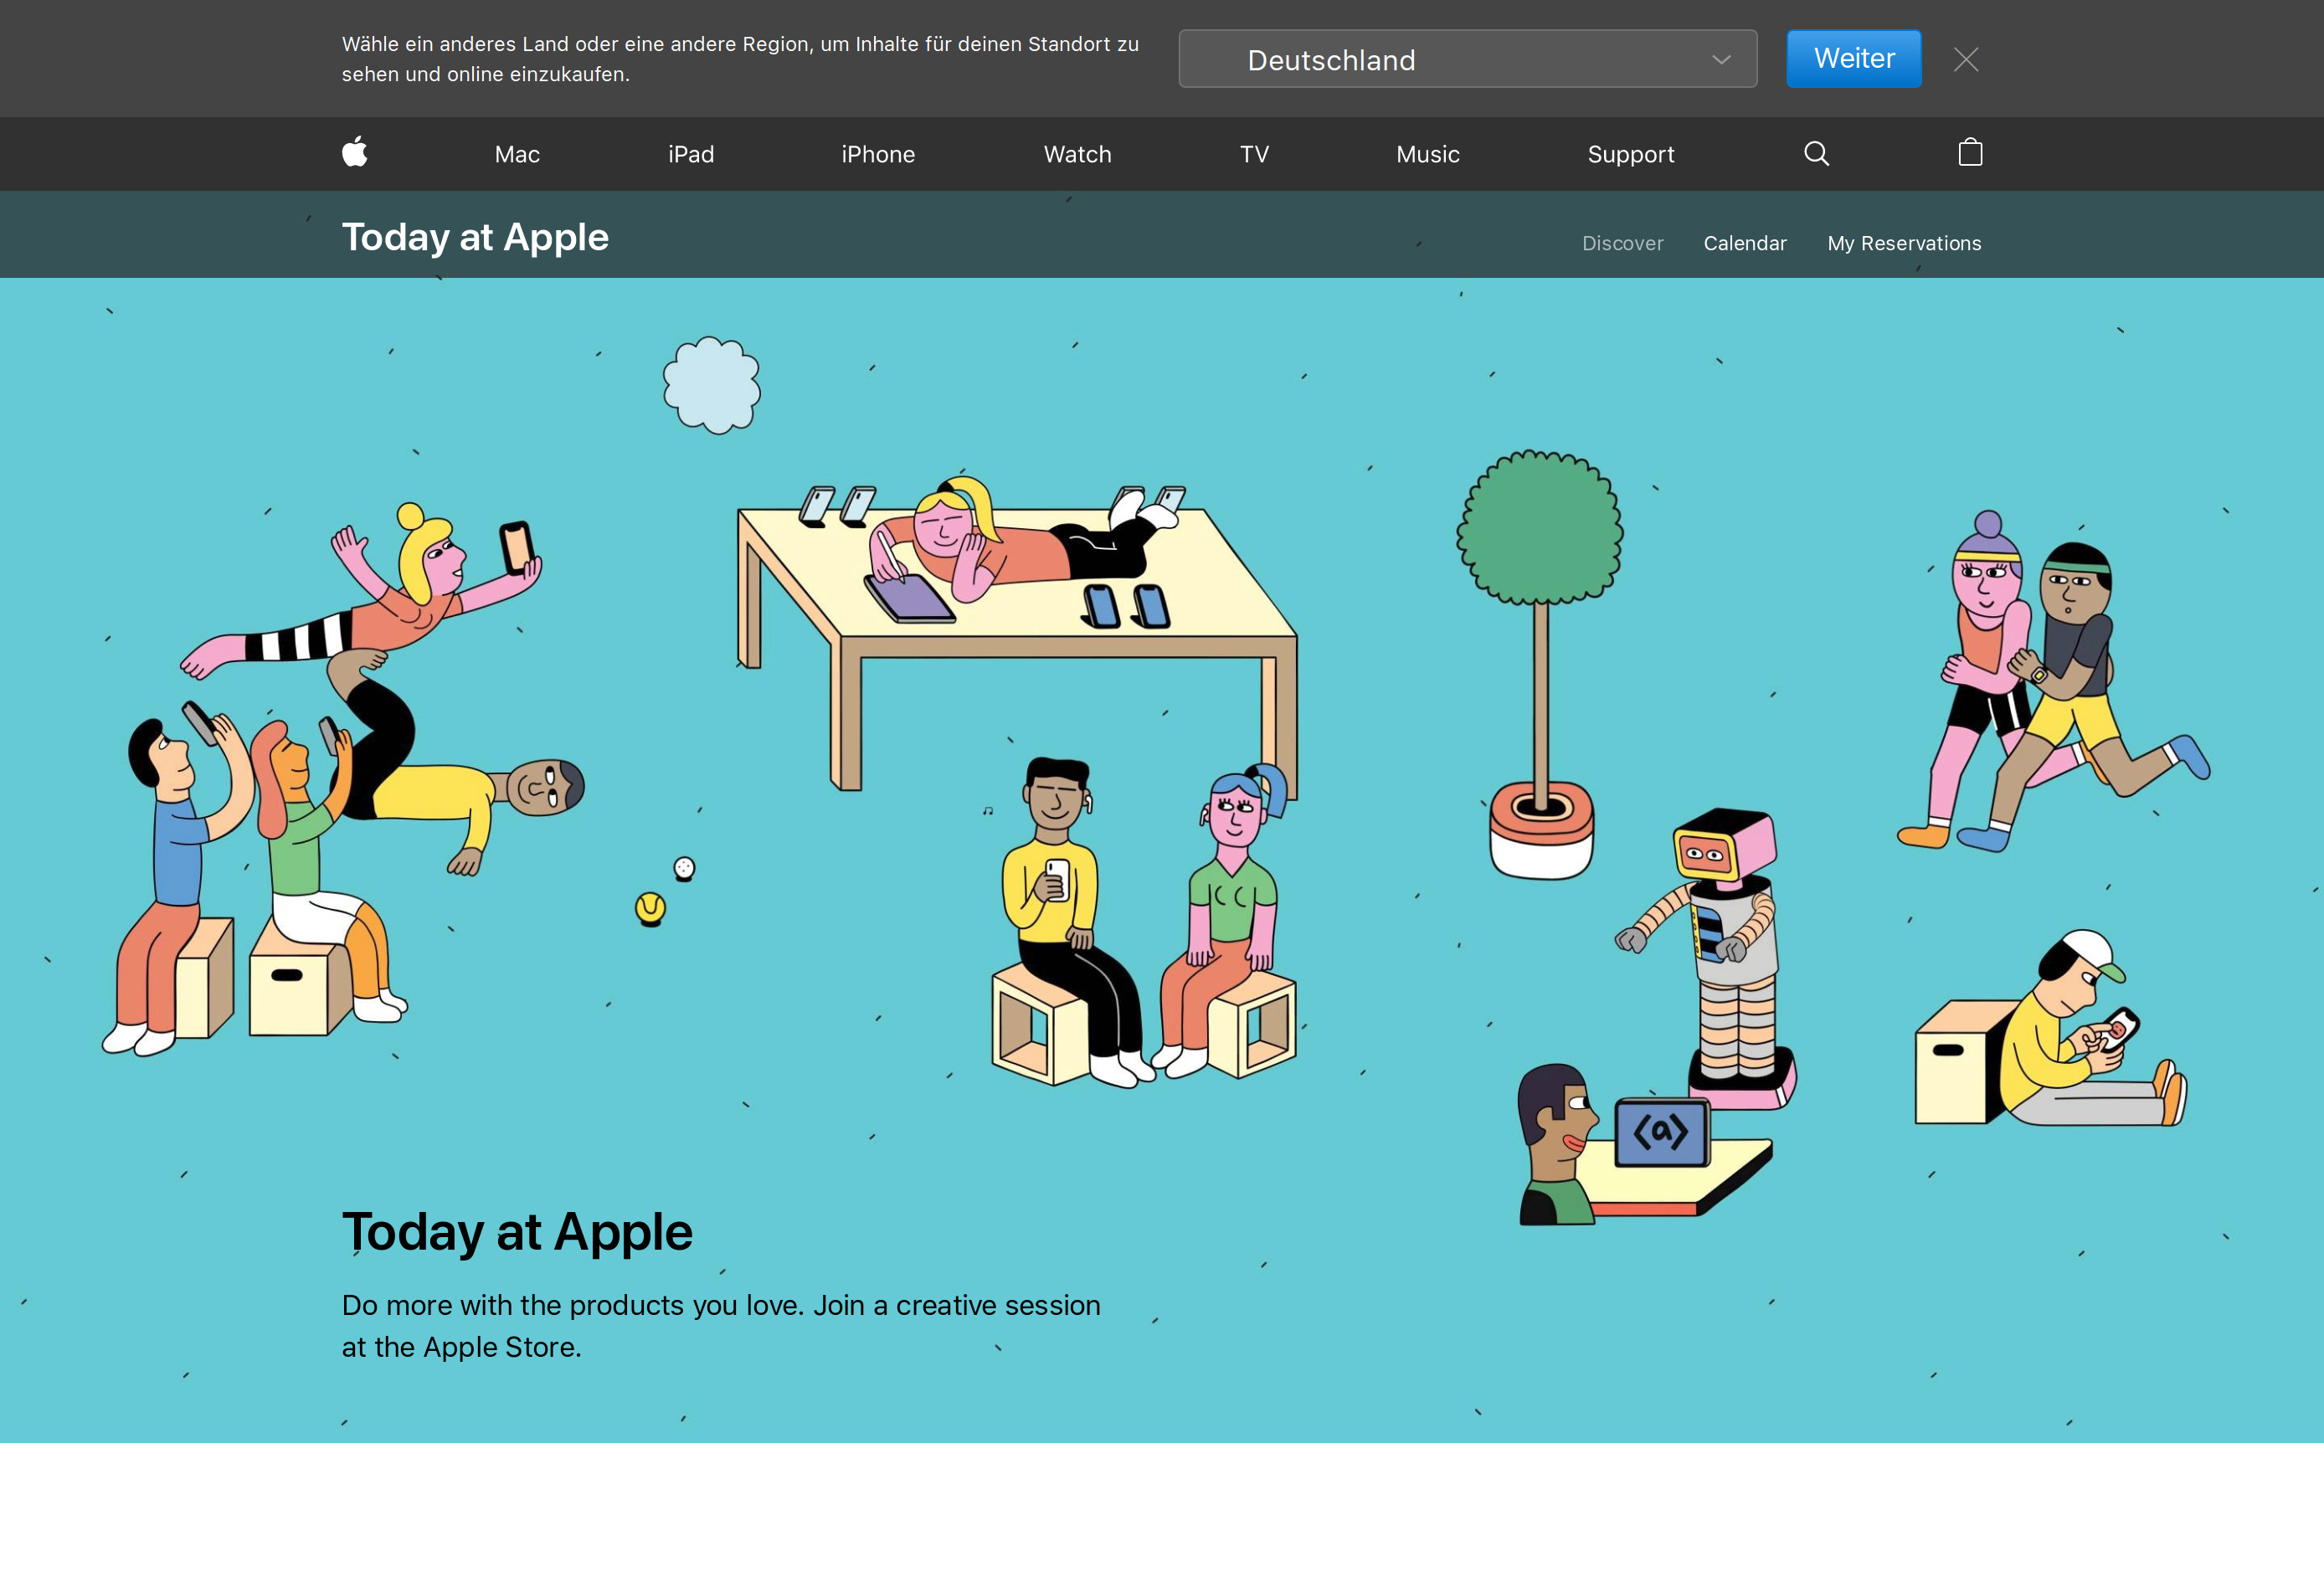 Wähle ein anderes Land oder eine andere Region, um Inhalte für deinen Standort zu
sehen und online einzukaufen.
Deutschland
Weiter
Mac iPad iPhone Watch TV Music Support
Today at Apple
Discover Calendar My Reservations
<a>
Today at Apple
Do more with the products you love. Join a creative session
at the Apple Store.